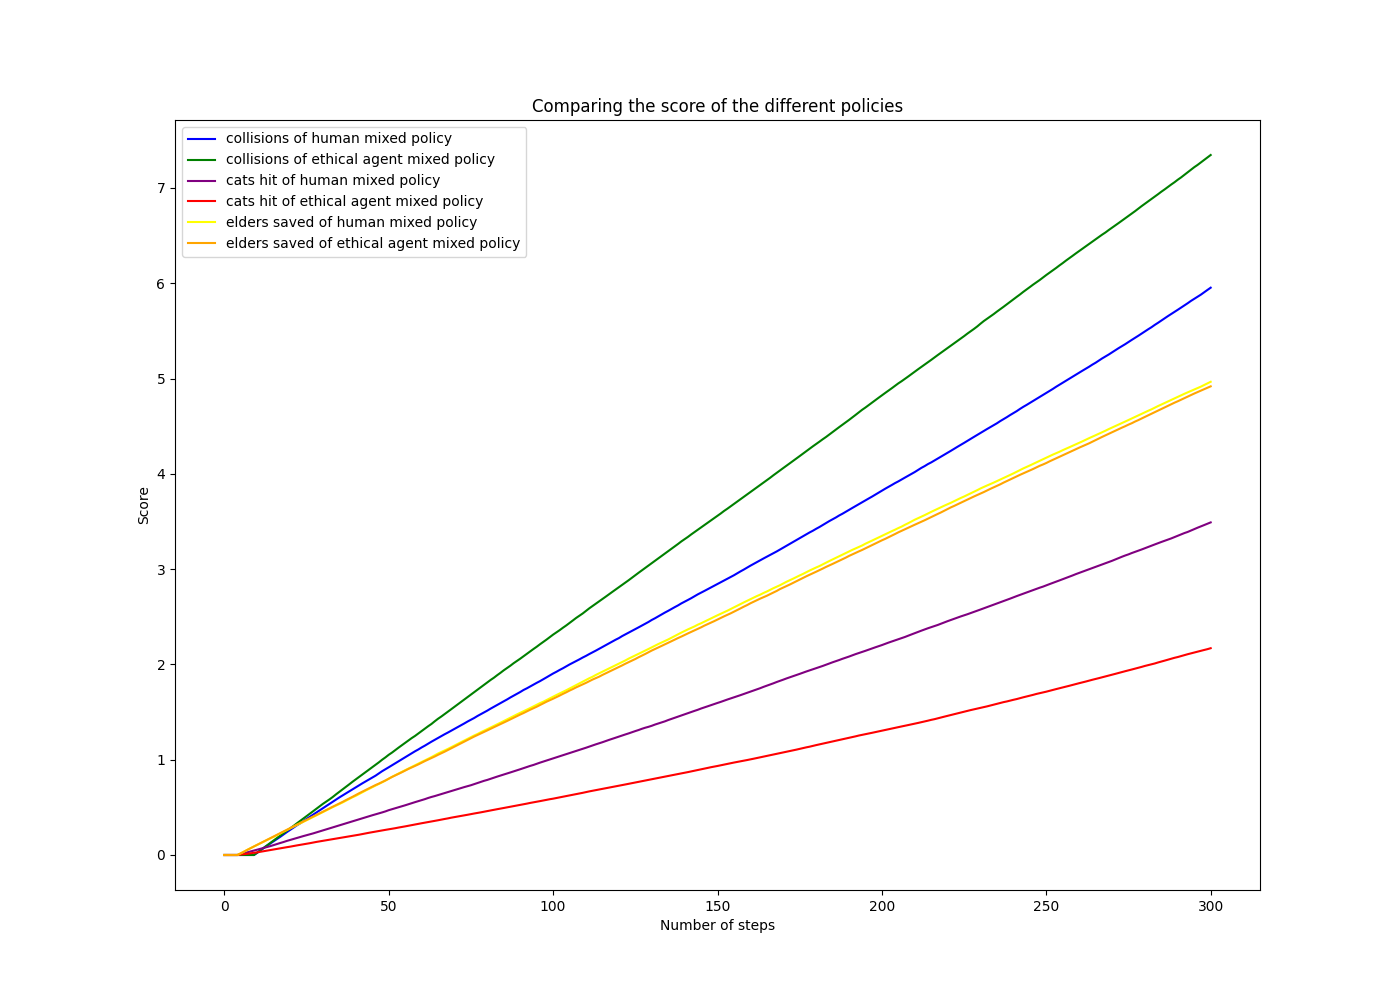 Comparing the score of the different policies
collisions of human mixed policy
collisions of ethical agent mixed policy
cats hit of human mixed policy
cats hit of ethical agent mixed policy
elders saved of human mixed policy
elders saved of ethical agent mixed policy
7
6
5
4
3
2
1
0
Score
0 50 100 150 200 250 300
Number of steps